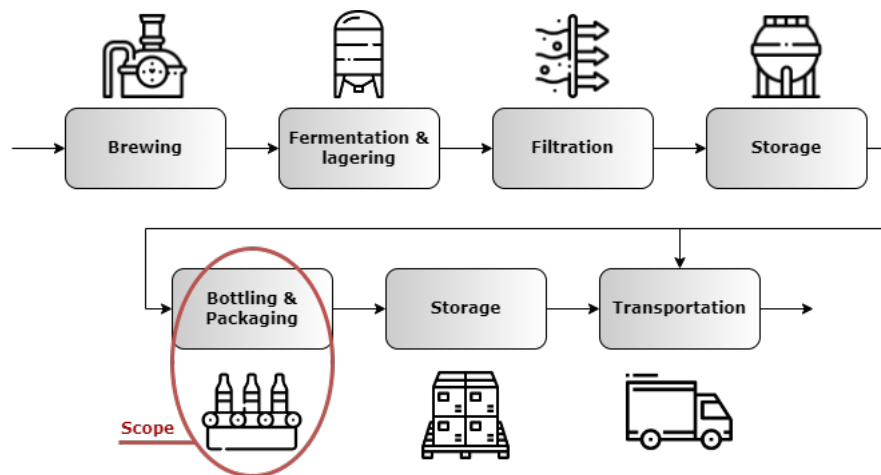 Brewing
Fermentation &
lagering
Filtration
Storage
Bottling &
Packaging
Storage
Transportation
Scope